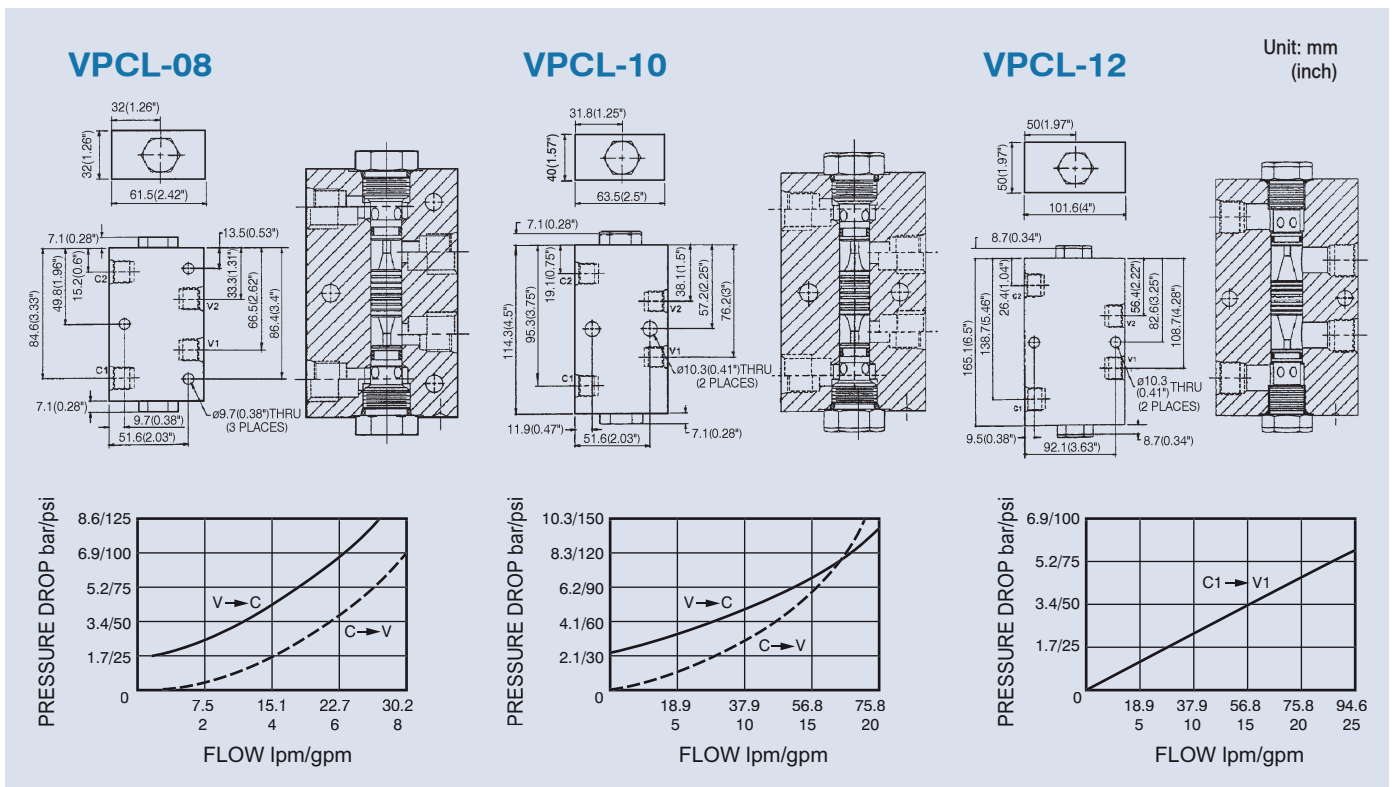 VPCL-08
VPCL-10
VPCL-12
Unit: mm
(inch)
32(1.26")
32(1.26")
61.5(2.42")
7.1(0.28")
13.5(0.53")
84.6(3.33")
49.8(1.96")
15.2(0.6")
33.3(1.31")
66.5(2.62")
86.4(3.4")
C2
V2
V1
C1
7.1(0.28")
9.7(0.38")
51.6(2.03")
ø9.7(0.38")THRU
(3 PLACES)
31.8(1.25")
40(1.57")
63.5(2.5")
7.1(0.28")
114.3(4.5")
95.3(3.75")
19.1(0.75")
38.1(1.5")
57.2(2.25")
76.2(3")
C2
V2
V1
C1
ø10.3(0.41")THRU
(2 PLACES)
11.9(0.47")
51.6(2.03")
7.1(0.28")
50(1.97")
50(1.97")
101.6(4")
8.7(0.34")
165.1(6.5")
138.7(5.46")
26.4(1.04")
56.4(2.22")
82.6(3.25")
108.7(4.28")
C2
V2
V1
C1
ø10.3
(0.41") THRU
(2 PLACES)
9.5(0.38")
92.1(3.63")
8.7(0.34")
PRESSURE DROP bar/psi
8.6/125
6.9/100
5.2/75
3.4/50
1.7/25
0
V→C
C→V
7.5 15.1 22.7 30.2
2 4 6 8
FLOW lpm/gpm
PRESSURE DROP bar/psi
10.3/150
8.3/120
6.2/90
4.1/60
2.1/30
0
V→C
C→V
18.9 37.9 56.8 75.8
5 10 15 20
FLOW lpm/gpm
PRESSURE DROP bar/psi
6.9/100
5.2/75
3.4/50
1.7/25
0
C1→V1
18.9 37.9 56.8 75.8 94.6
5 10 15 20 25
FLOW lpm/gpm